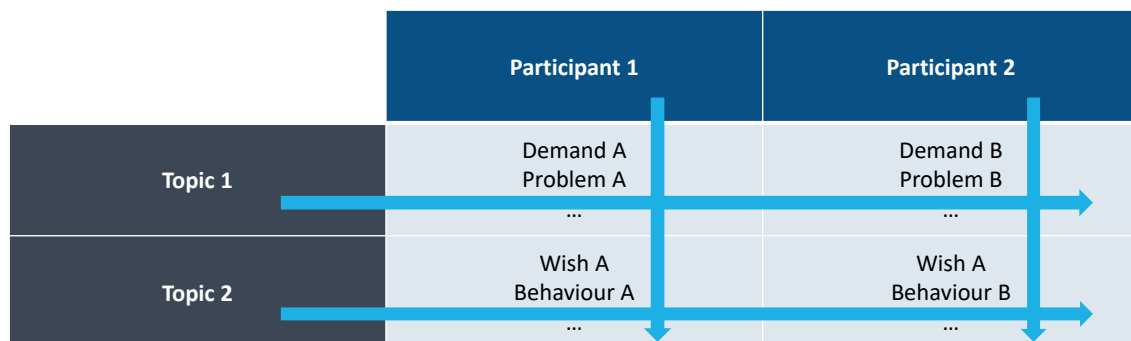 Participant 1
Participant 2
Topic 1
Demand A
Problem A
...
Demand B
Problem B
...
Topic 2
Wish A
Behaviour A
...
Wish A
Behaviour B
...